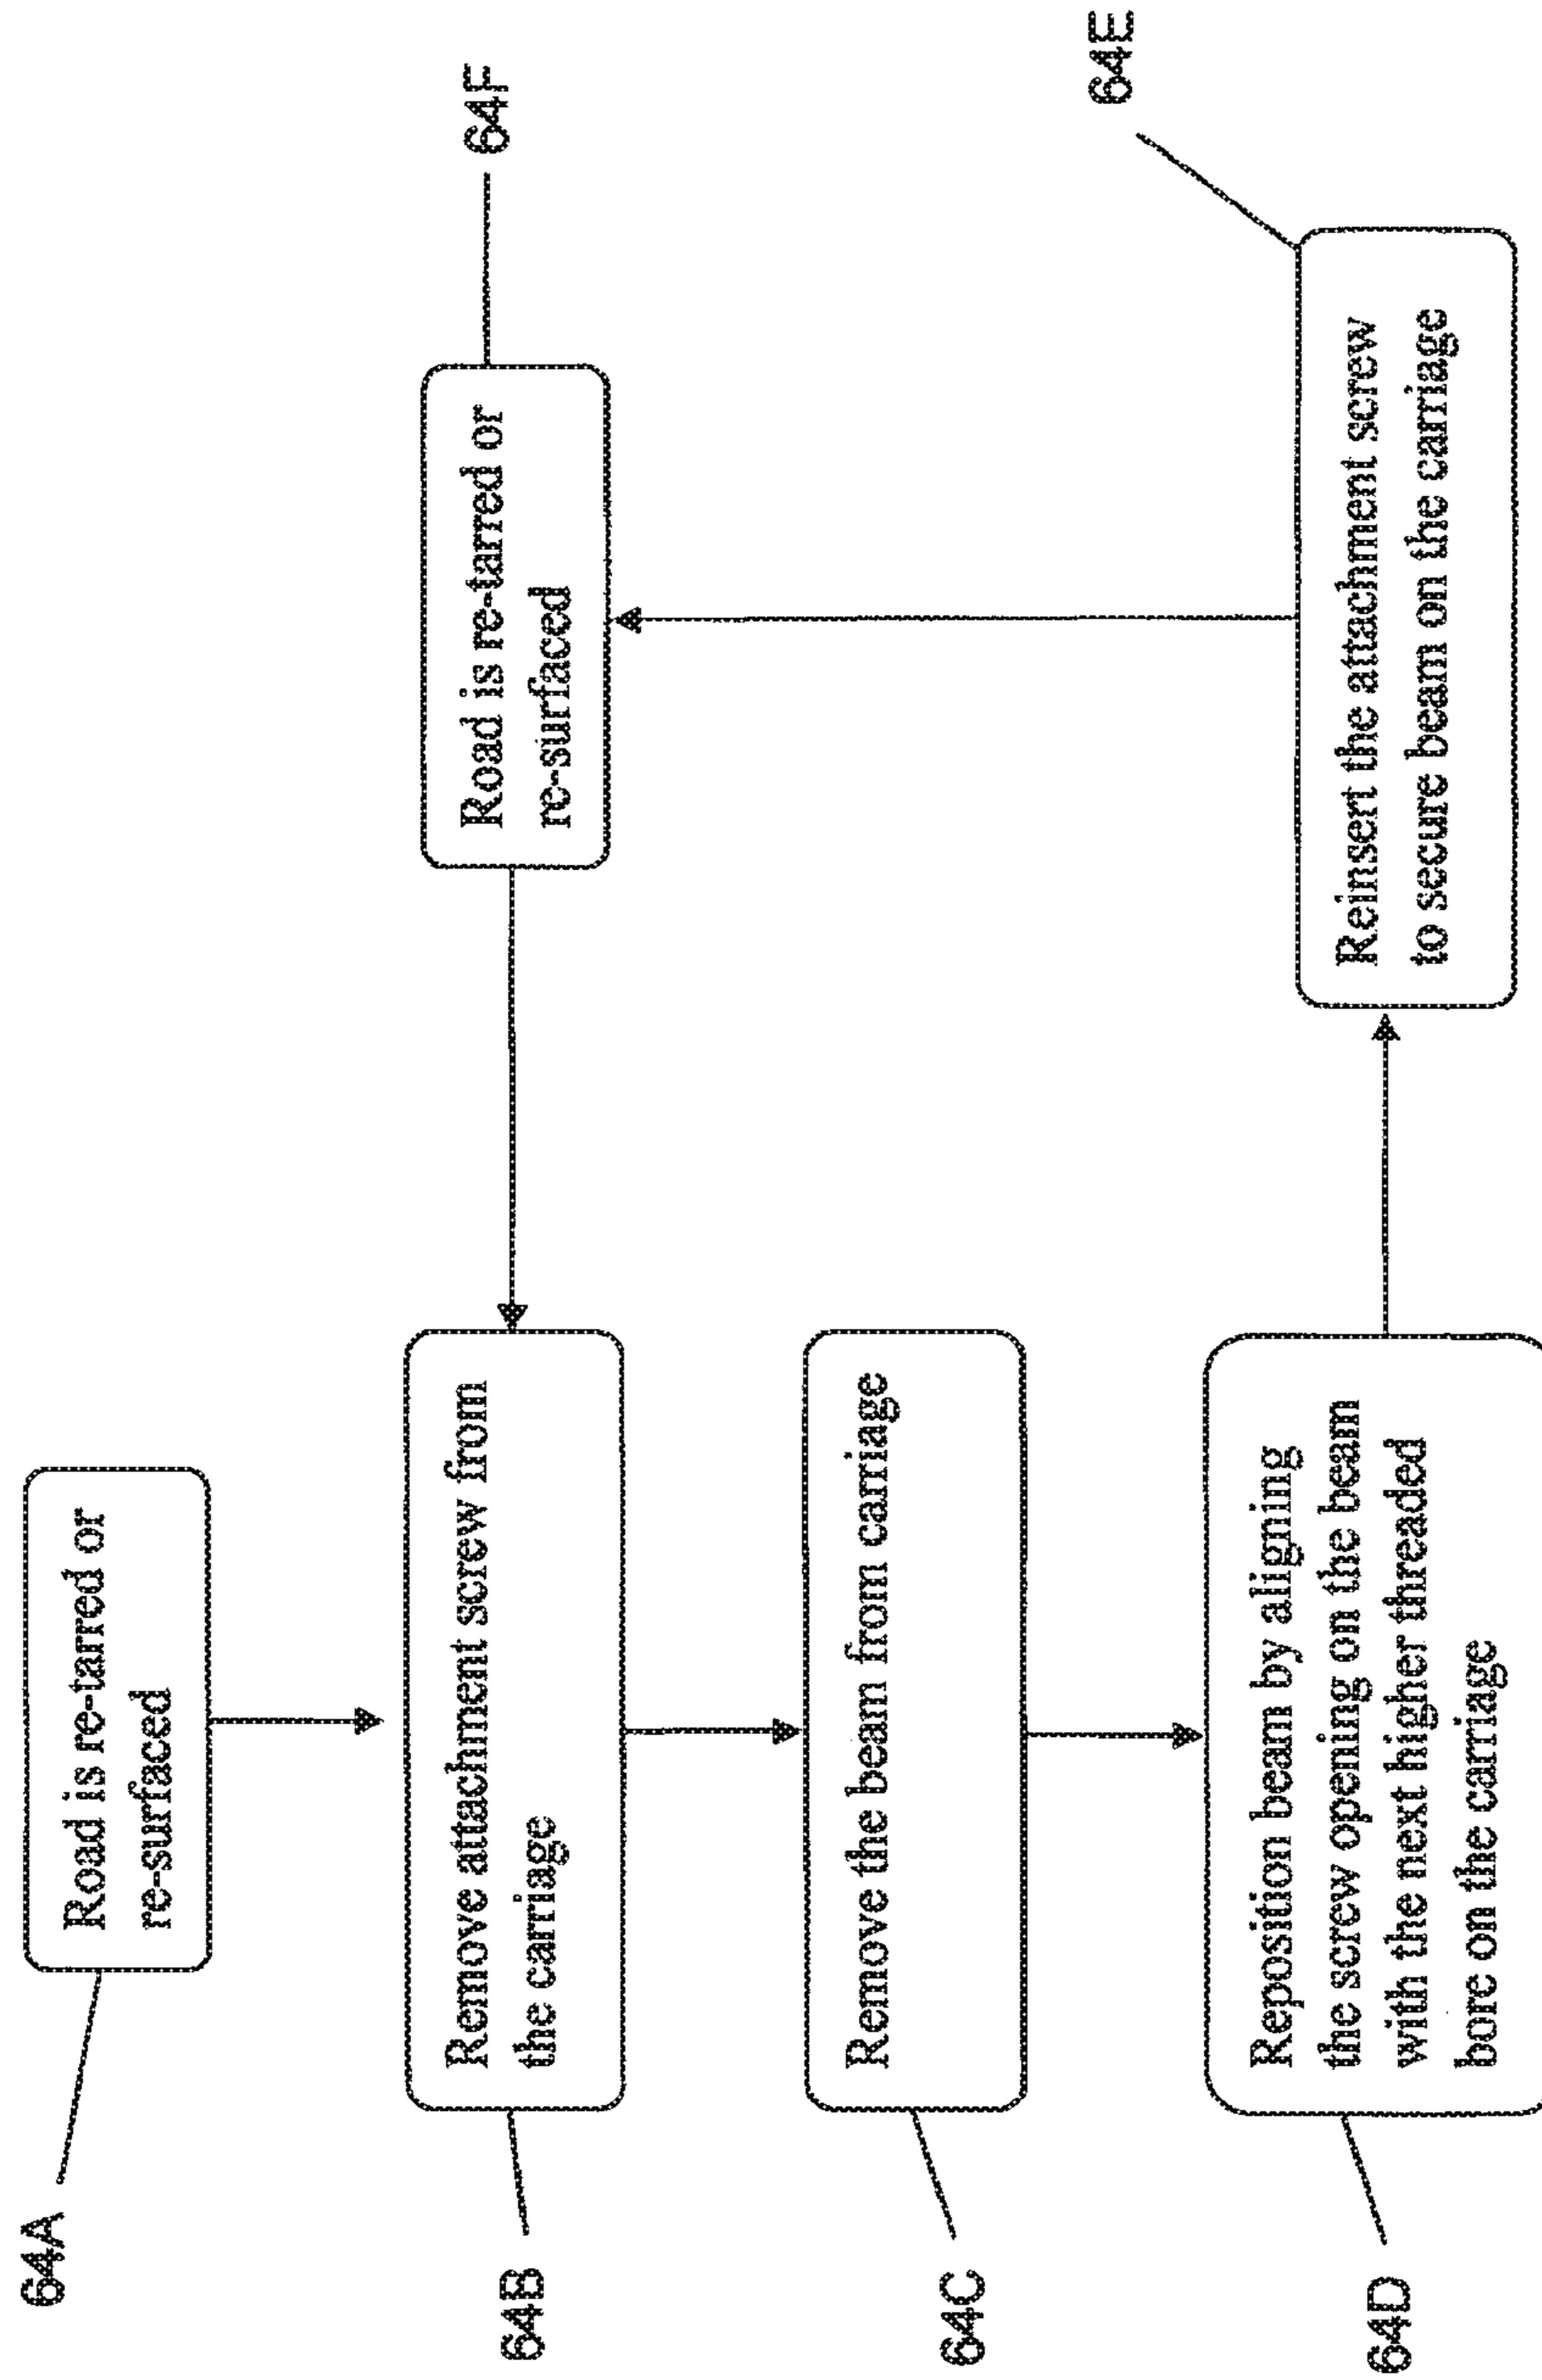 64A
Road is re-tarred or
re-surfaced
64B
Remove attachment screw from
the carriage
64C
Remove the beam from carriage
64D
Reposition beam by aligning
the screw opening on the beam
with the next higher threaded
bore on the carriage
Reinsert the attachment screw
to secure beam on the carriage
64E
Road is re-tarred or
re-surfaced
64F